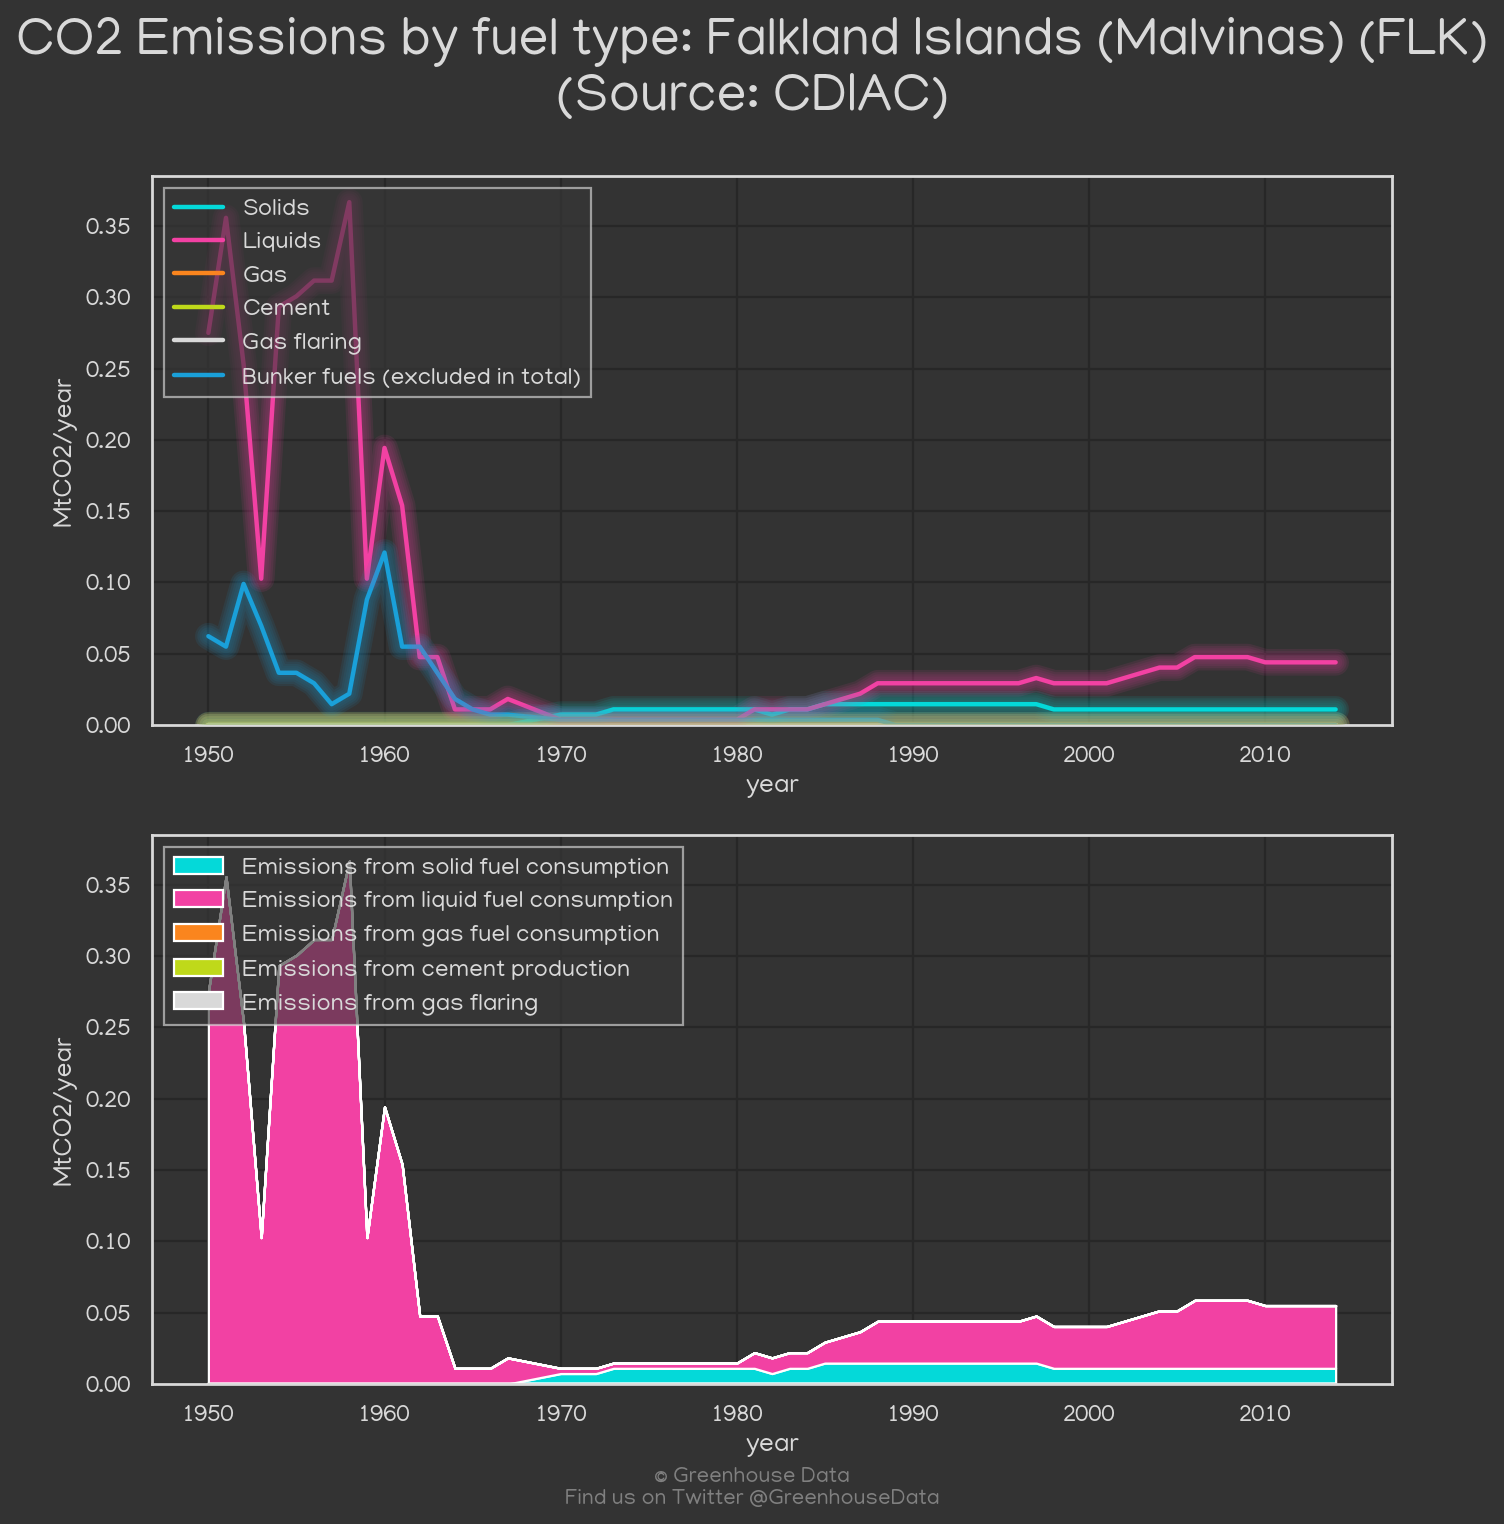 CO2 Emissions by fuel type: Falkland Islands (Malvinas) (FLK)
(Source: CDIAC)
Solids
Liquids
Gas
Cement
Gas flaring
Bunker fuels (excluded in total)
MtCO2/year
0.35
0.30
0.25
0.20
0.15
0.10
0.05
0.00
1950 1960 1970 1980 1990 2000 2010
year
Emissions from solid fuel consumption
Emissions from liquid fuel consumption
Emissions from gas fuel consumption
Emissions from cement production
Emissions from gas flaring
MtCO2/year
0.35
0.30
0.25
0.20
0.15
0.10
0.05
0.00
1950 1960 1970 1980 1990 2000 2010
year
© Greenhouse Data
Find us on Twitter @GreenhouseData